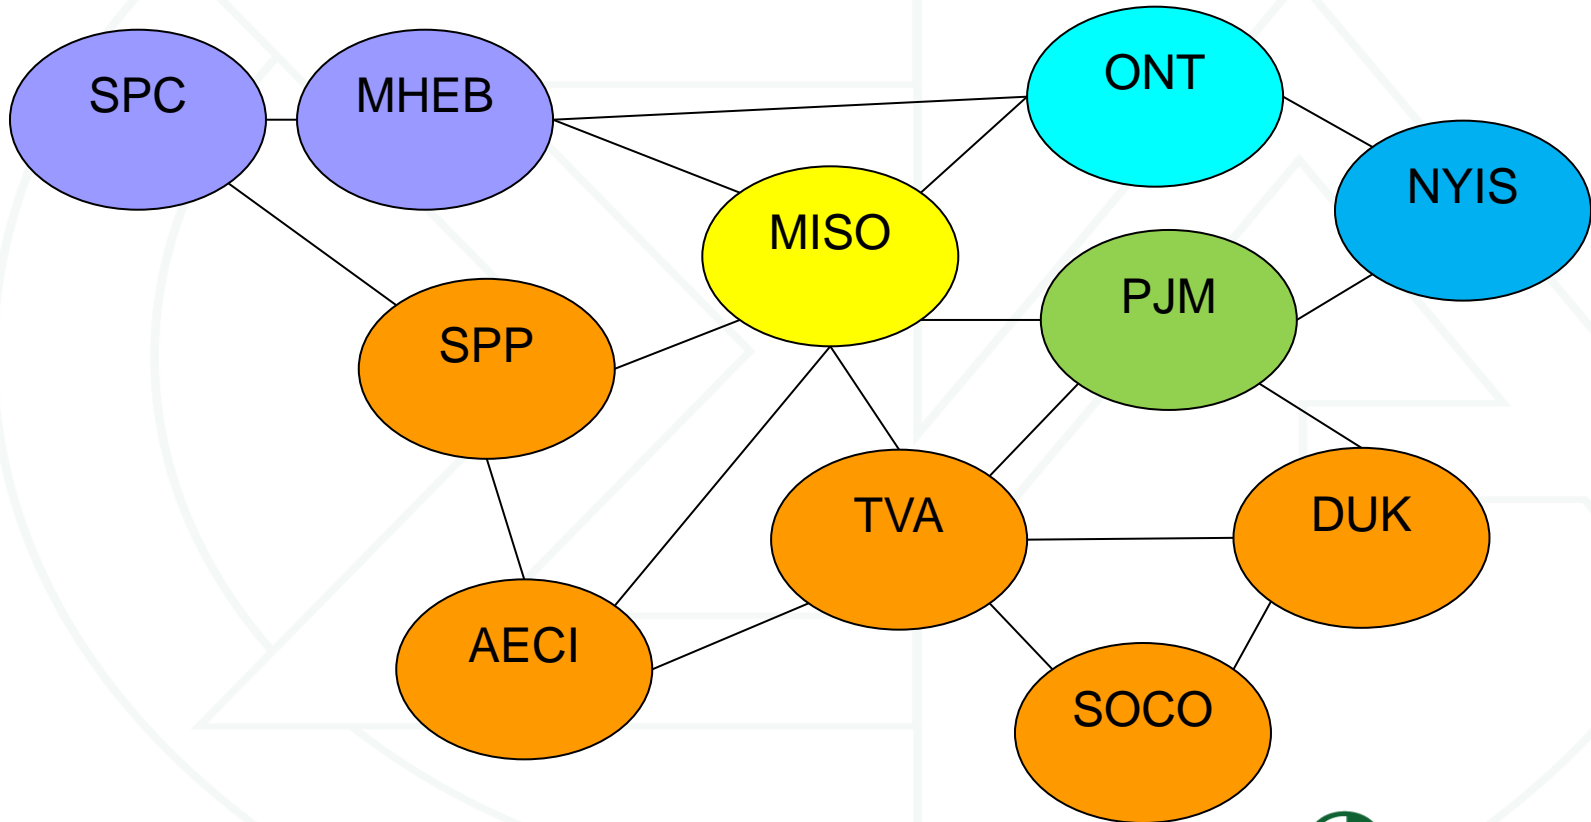 SPC
MHEB
ONT
NYIS
MISO
PJM
SPP
TVA
DUK
AECI
SOCO